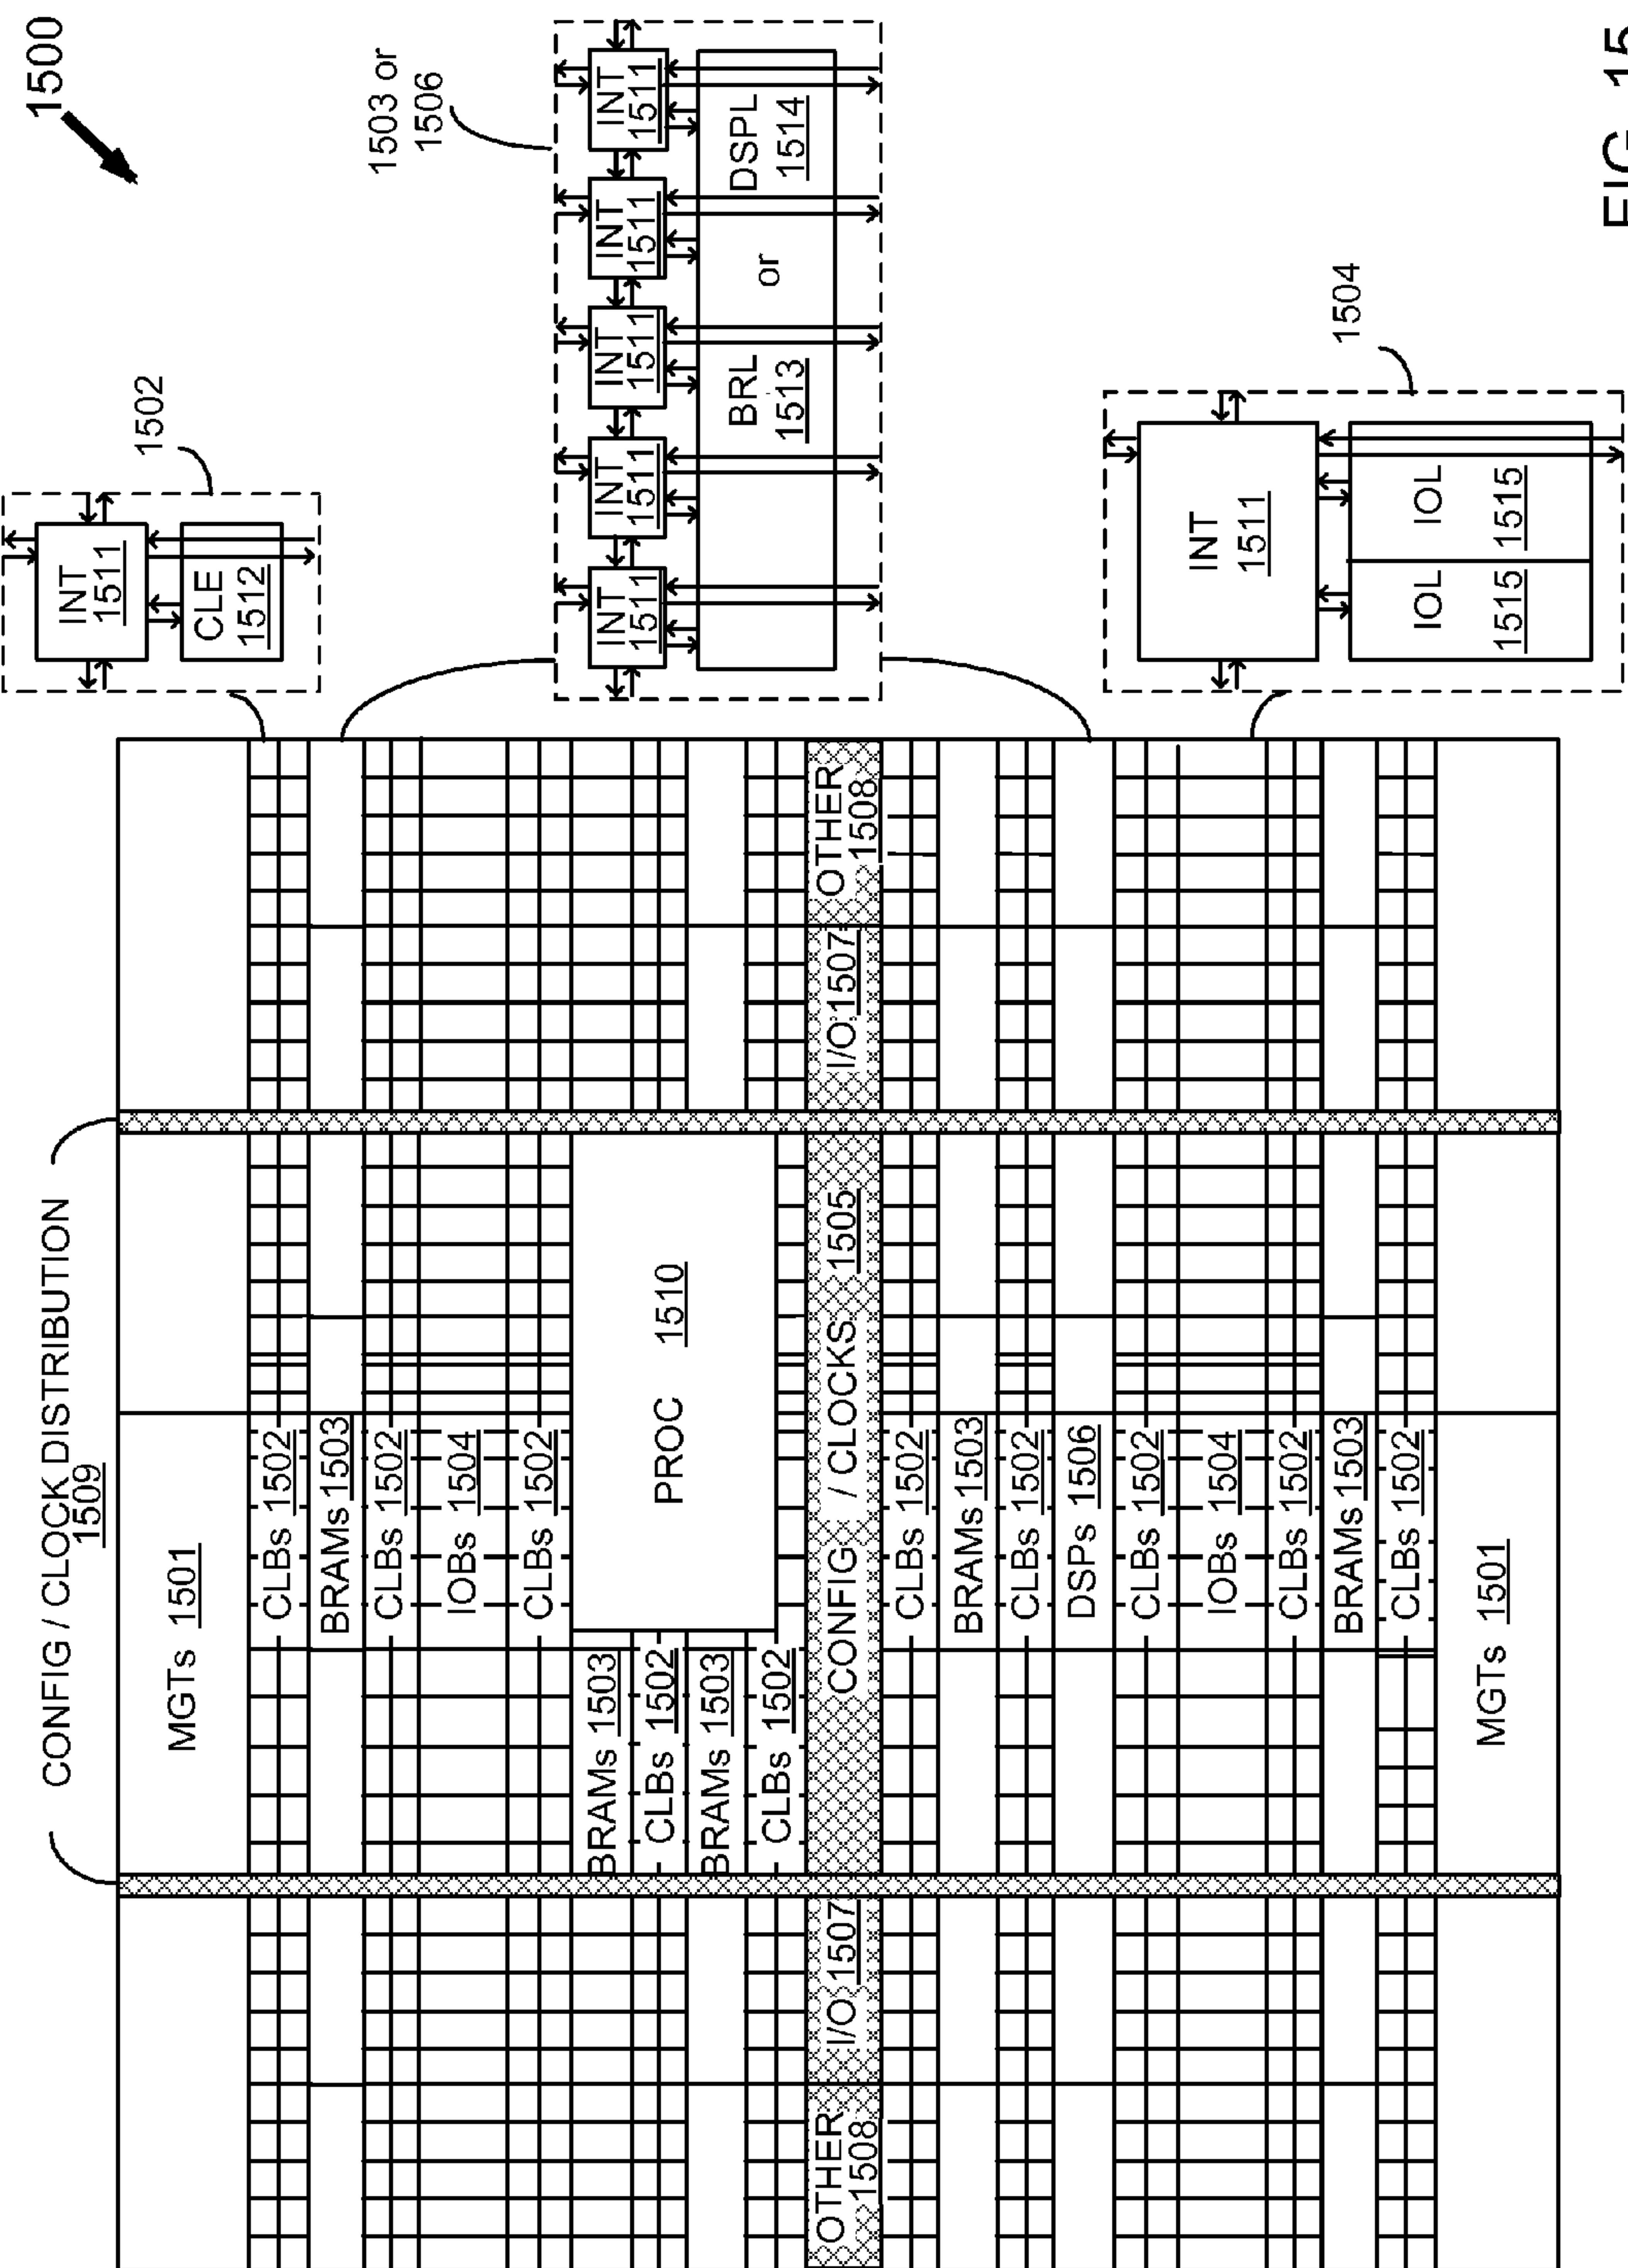 1500
CONFIG / CLOCK DISTRIBUTION
1509
MGTs 1501
CLBs 1502
BRAMs 1503
CLBs 1502
IOBs 1504
CLBs 1502
BRAMs 1503
CLBs 1502
BRAMs 1503
CLBs 1502
PROC 1510
OTHER
1508
I/O 1507
CONFIG / CLOCKS 1505
I/O 1507
OTHER
1508
CLBs 1502
BRAMs 1503
CLBs 1502
DSPs 1506
CLBs 1502
IOBs 1504
CLBs 1502
BRAMs 1503
CLBs 1502
MGTs 1501
1502
INT
1511
CLE
1512
1503 or
1506
INT
1511
INT
1511
INT
1511
INT
1511
INT
1511
BRL
1513
or
DSPL
1514
1504
INT
1511
IOL
1515
IOL
1515
FIG. 15